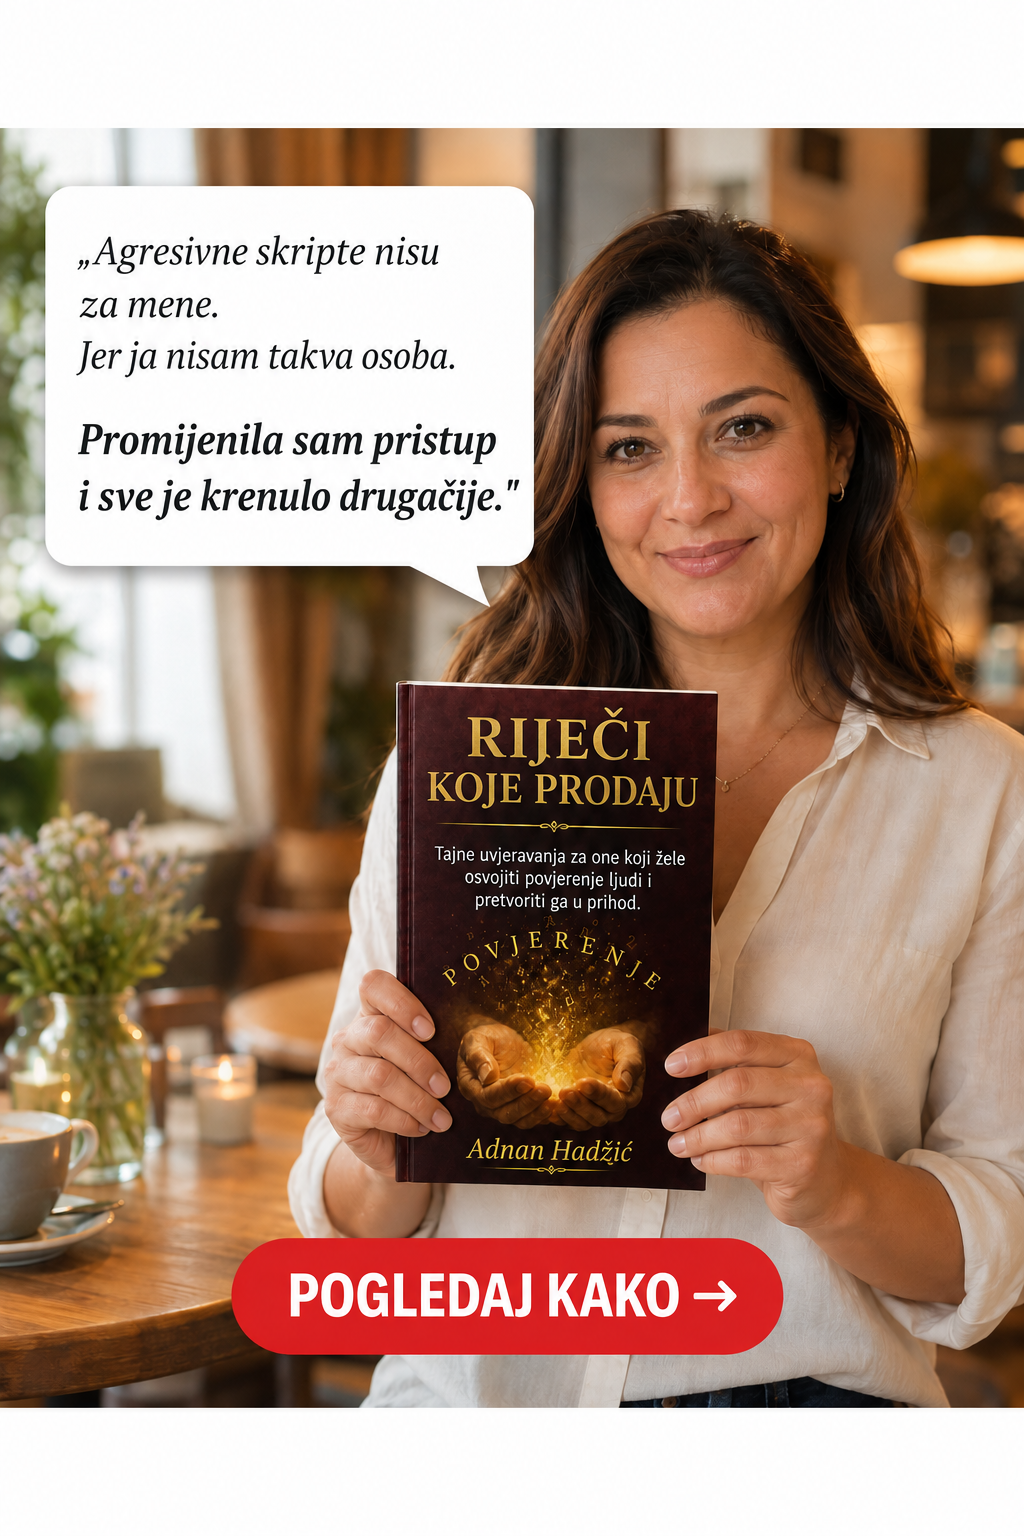 „Agresivne skripte nisu
za mene.
Jer ja nisam takva osoba.
Promijenila sam pristup
i sve je krenulo drugačije."
RIJEČI
KOJE PRODAJU
Tajne uvjeravanja za one koji žele
osvojiti povjerenje ljudi i
pretvoriti ga u prihod.
POVJERENJE
Adnan Hadžić
POGLEDAJ KAKO →